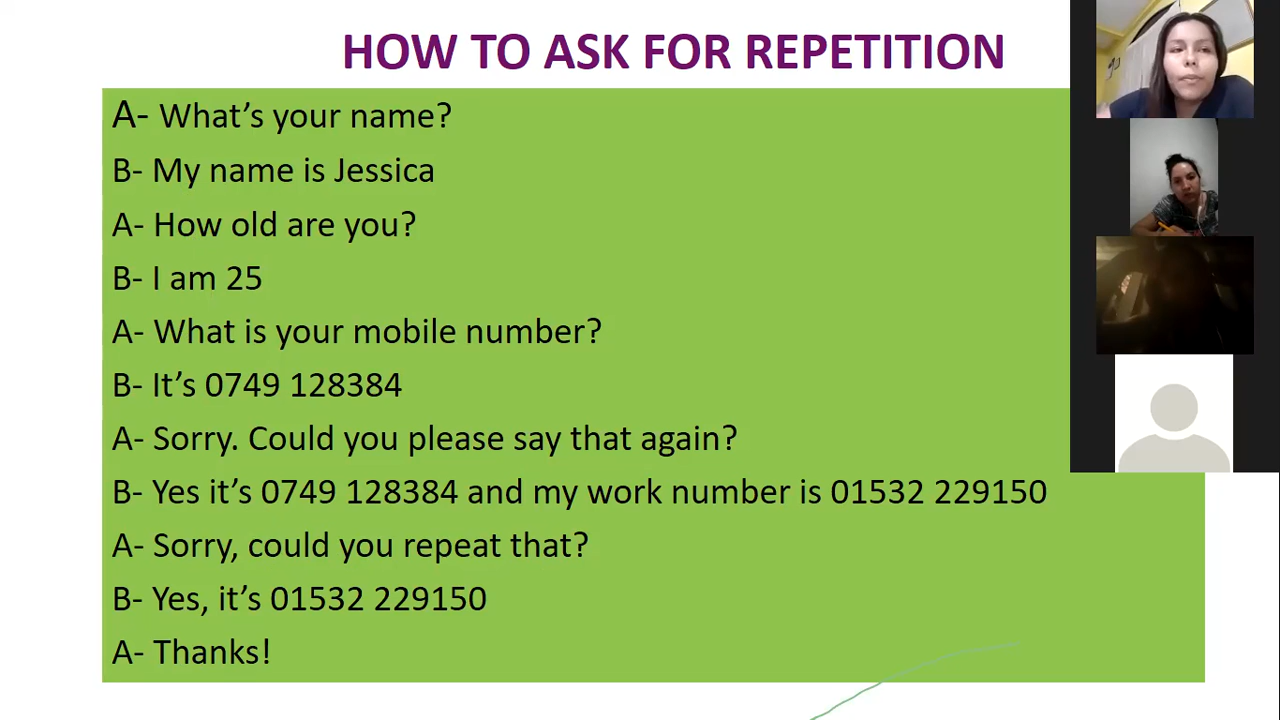 HOW TO ASK FOR REPETITION
A- What's your name?
B- My name is Jessica
A- How old are you?
B- I am 25
A- What is your mobile number?
B- It's 0749 128384
A- Sorry. Could you please say that again?
B- Yes it's 0749 128384 and my work number is 01532 229150
A- Sorry, could you repeat that?
B- Yes, it's 01532 229150
A- Thanks!